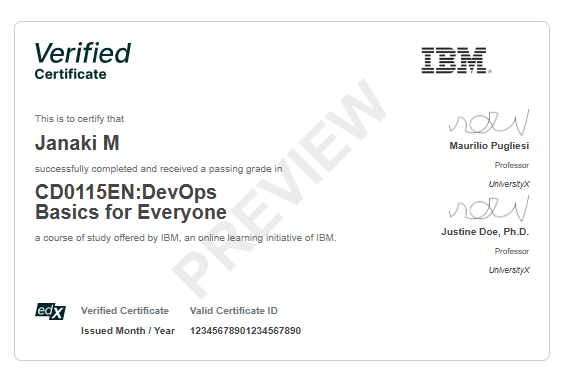 Verified
Certificate
IBM®
This is to certify that
Janaki M
successfully completed and received a passing grade in
CD0115EN:DevOps
Basics for Everyone
a course of study offered by IBM, an online learning initiative of IBM.
Maurilio Pugliesi
Professor
UniversityX
Justine Doe, Ph.D.
Professor
UniversityX
PREVIEW
edX
Verified Certificate
Valid Certificate ID
Issued Month / Year
12345678901234567890